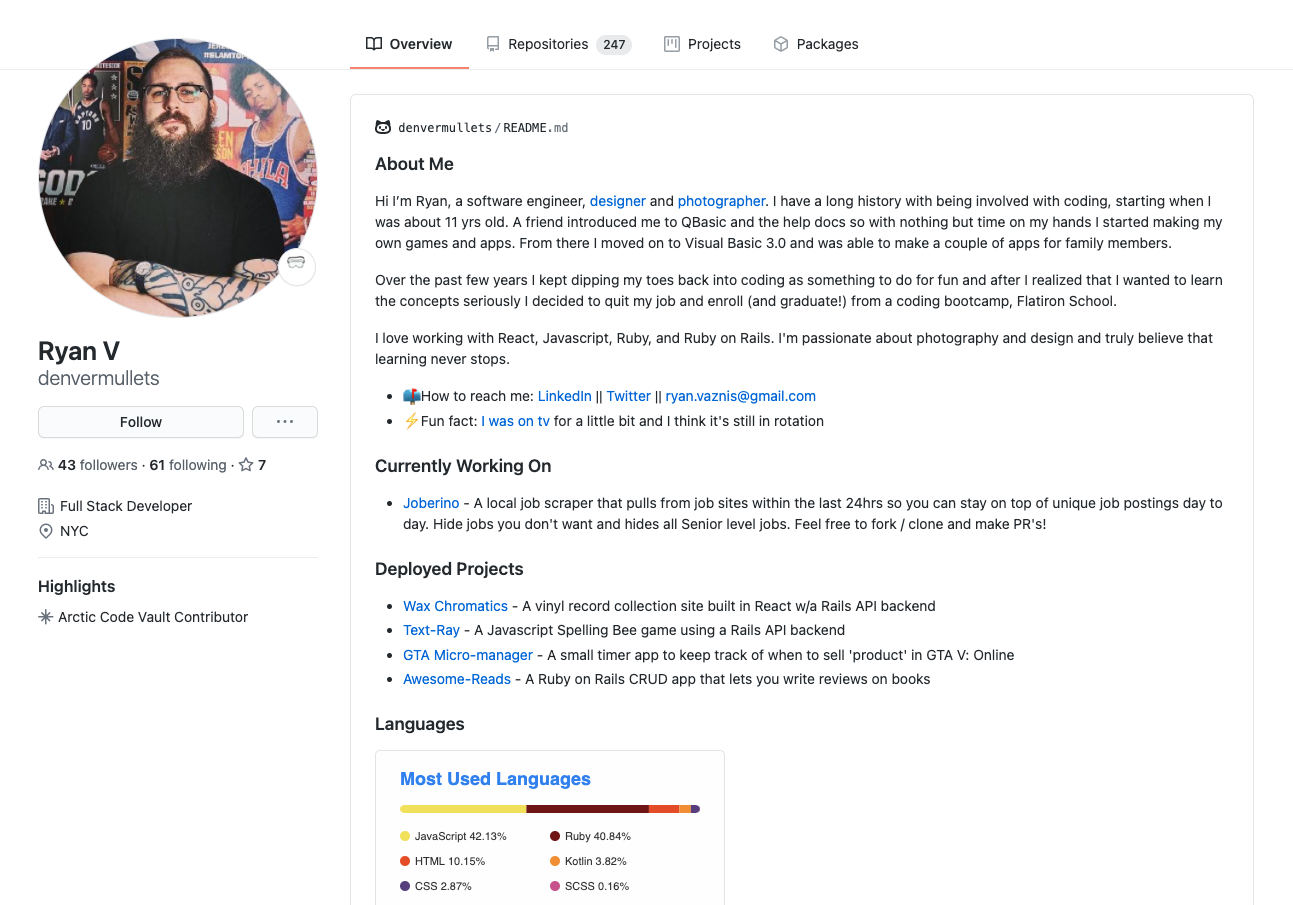 Overview
Repositories 247
Projects
Packages
denvermullets/README.md
About Me
Hi I’m Ryan, a software engineer, designer and photographer. I have a long history with being involved with coding, starting when I
was about 11 yrs old. A friend introduced me to QBasic and the help docs so with nothing but time on my hands I started making my
own games and apps. From there I moved on to Visual Basic 3.0 and was able to make a couple of apps for family members.
Over the past few years I kept dipping my toes back into coding as something to do for fun and after I realized that I wanted to learn
the concepts seriously I decided to quit my job and enroll (and graduate!) from a coding bootcamp, Flatiron School.
I love working with React, Javascript, Ruby, and Ruby on Rails. I'm passionate about photography and design and truly believe that
learning never stops.
How to reach me: LinkedIn || Twitter || ryan.vaznis@gmail.com
Fun fact: I was on tv for a little bit and I think it's still in rotation
Currently Working On
Joberino - A local job scraper that pulls from job sites within the last 24hrs so you can stay on top of unique job postings day to
day. Hide jobs you don't want and hides all Senior level jobs. Feel free to fork / clone and make PR's!
Deployed Projects
Wax Chromatics - A vinyl record collection site built in React w/a Rails API backend
Text-Ray - A Javascript Spelling Bee game using a Rails API backend
GTA Micro-manager - A small timer app to keep track of when to sell 'product' in GTA V: Online
Awesome-Reads - A Ruby on Rails CRUD app that lets you write reviews on books
Languages
Most Used Languages
JavaScript 42.13%
Ruby 40.84%
HTML 10.15%
Kotlin 3.82%
CSS 2.87%
SCSS 0.16%
RAPTORS
10
Ryan V
denvermullets
Follow
43 followers · 61 following · 7
Full Stack Developer
NYC
Highlights
Arctic Code Vault Contributor